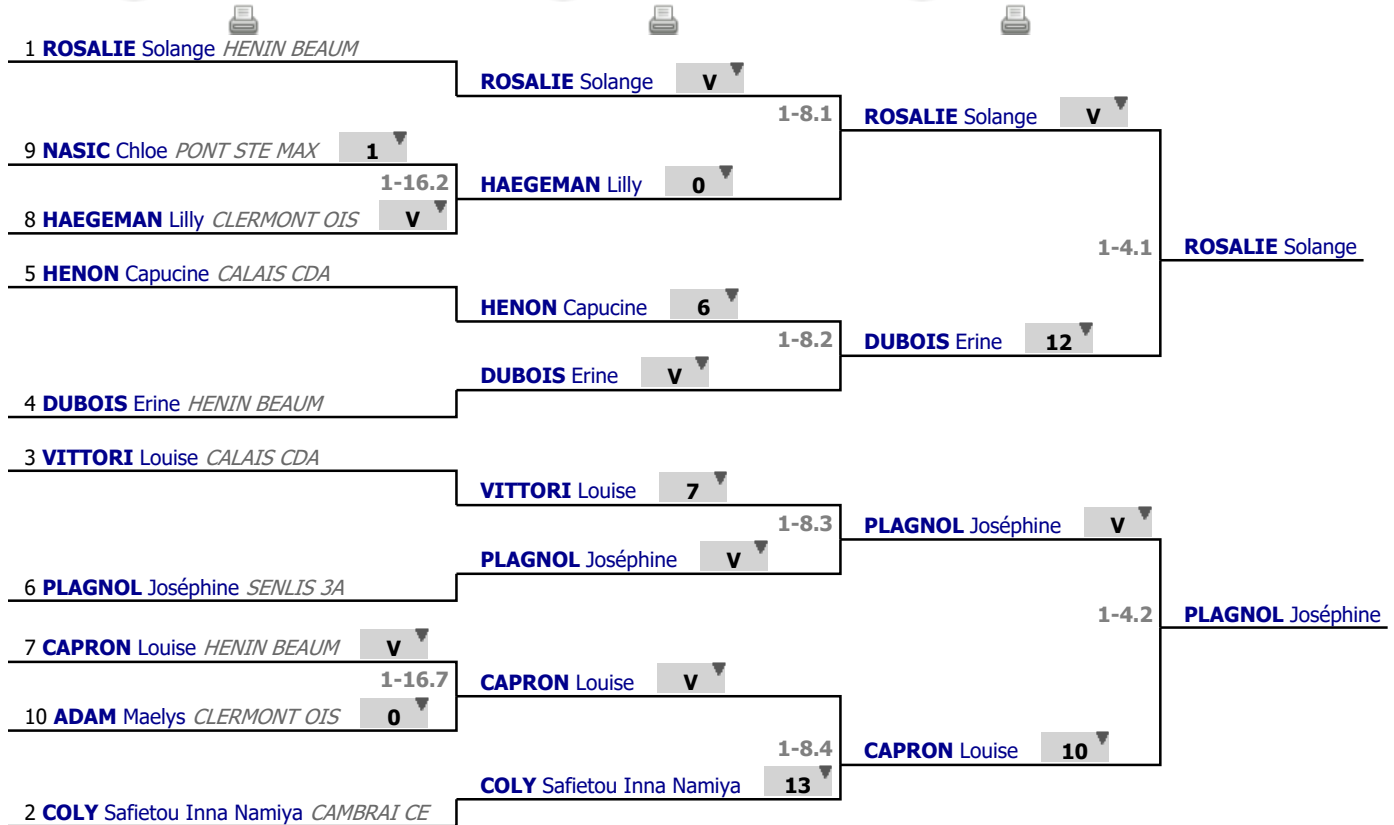 1 ROSALIE Solange HENIN BEAUM
ROSALIE Solange V
1-8.1
ROSALIE Solange V
9 NASIC Chloe PONT STE MAX 1
1-16.2
HAEGEMAN Lilly 0
8 HAEGEMAN Lilly CLERMONT OIS V
1-4.1
ROSALIE Solange
5 HENON Capucine CALAIS CDA
HENON Capucine 6
1-8.2
DUBOIS Erine 12
DUBOIS Erine V
4 DUBOIS Erine HENIN BEAUM
3 VITTORI Louise CALAIS CDA
VITTORI Louise 7
1-8.3
PLAGNOL Joséphine V
PLAGNOL Joséphine V
6 PLAGNOL Joséphine SENLIS 3A
1-4.2
PLAGNOL Joséphine
7 CAPRON Louise HENIN BEAUM V
1-16.7
CAPRON Louise V
10 ADAM Maelys CLERMONT OIS 0
1-8.4
CAPRON Louise 10
COLY Safietou Inna Namiya 13
2 COLY Safietou Inna Namiya CAMBRAI CE